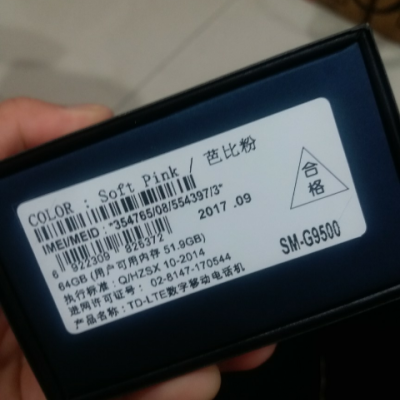 COLOR : Soft Pink / 芭比粉
IMEI/MEID : "354765/08/554397/3"
2017 .09
6 922309 825372
64GB (用户可用内存 51.9GB)
执行标准 : Q/HZSX 10-2014
进网许可证号 : 02-8147-170544
产品名称 : TD-LTE数字移动电话机
SM-G9500
合
格